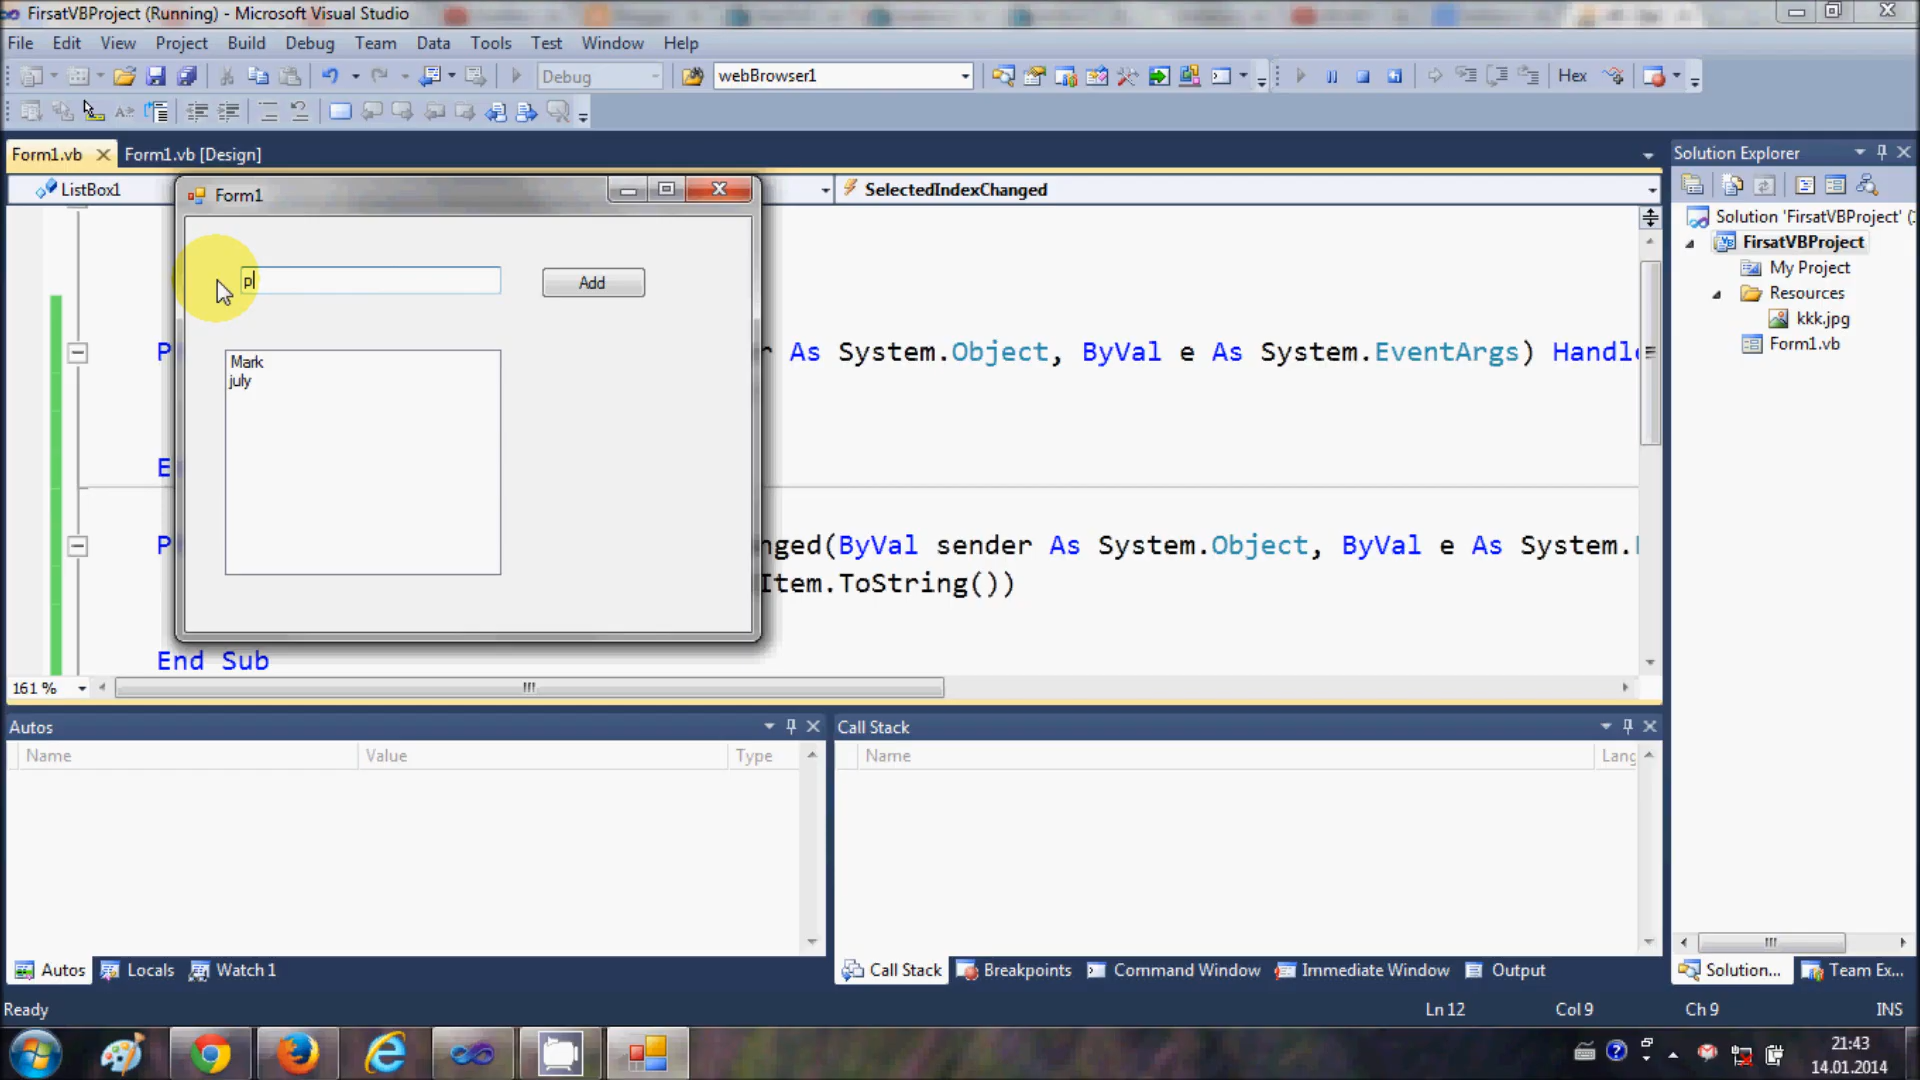 FirsatVBProject (Running) - Microsoft Visual Studio
File Edit View Project Build Debug Team Data Tools Test Window Help
Debug webBrowser1 Hex
Form1.vb Form1.vb [Design]
ListBox1 SelectedIndexChanged
Form1
p
Add
Mark
july
P r As System.Object, ByVal e As System.EventArgs) Handle
E
P nged(ByVal sender As System.Object, ByVal e As System.
Item.ToString())
End Sub
161 %
Solution Explorer
Solution 'FirsatVBProject' (
FirsatVBProject
My Project
Resources
kkk.jpg
Form1.vb
Autos
Name Value Type
Call Stack
Name Lang
Autos Locals Watch 1
Call Stack Breakpoints Command Window Immediate Window Output
Solution... Team Ex...
Ready Ln 12 Col 9 Ch 9 INS
21:43
14.01.2014